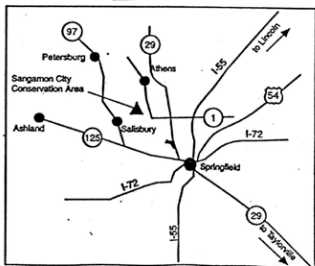 97
29
Petersburg
Athens
I-55
to Lincoln
Sangamon City
Conservation Area
54
Ashland
Salisbury
1
125
I-72
Springfield
I-72
I-55
29
to Taylorville